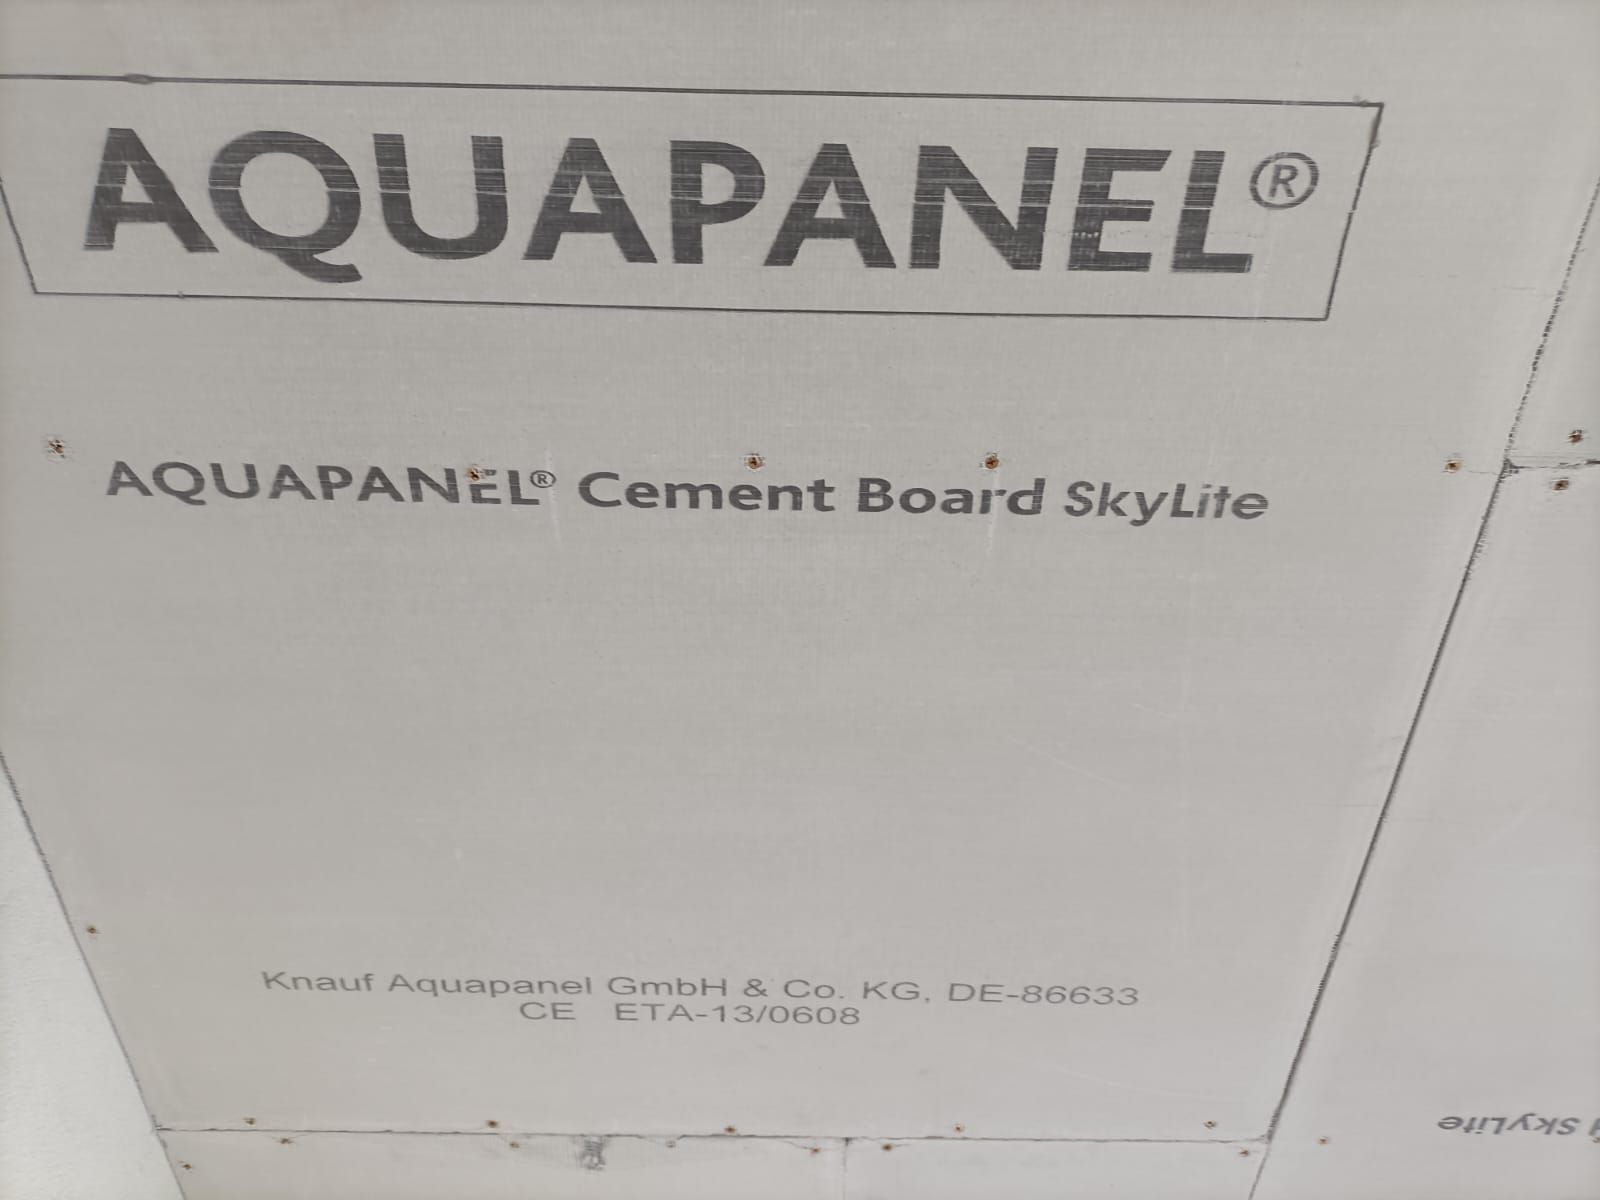 AQUAPANEL®
AQUAPANEL® Cement Board SkyLite
Knauf Aquapanel GmbH & Co. KG, DE-86633
CE ETA-13/0608
SkyLite